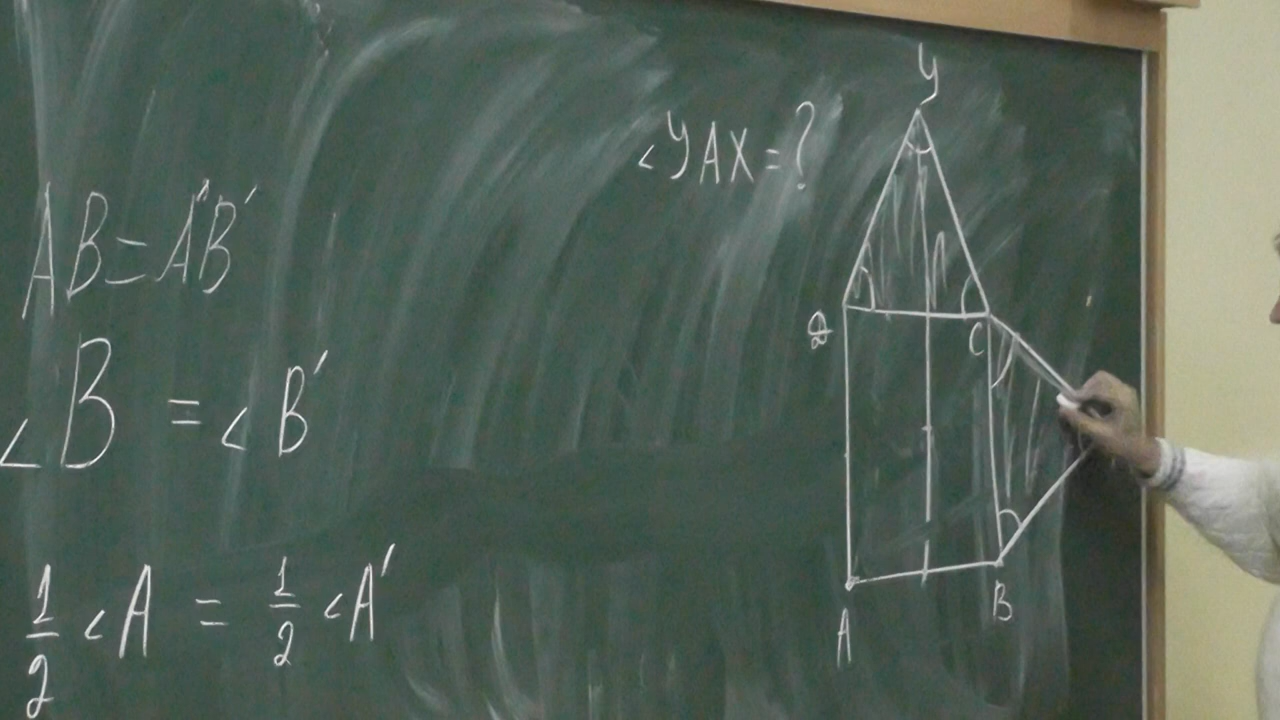 AB=A'B'
∠B = ∠B'
1/2 ∠A = 1/2 ∠A'
∠YAX=?
Y
D
C
A
B